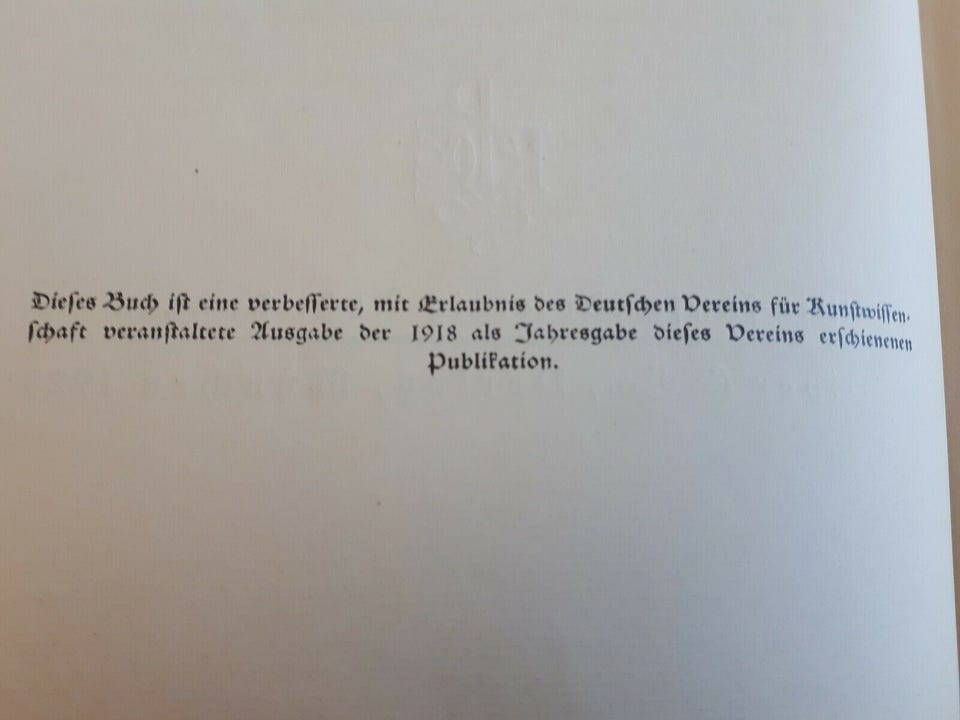 Dieses Buch ist eine verbesserte, mit Erlaubnis des Deutschen Vereins für Kunstwissen-
schaft veranstaltete Ausgabe der 1918 als Jahresgabe dieses Vereins erschienenen
Publikation.